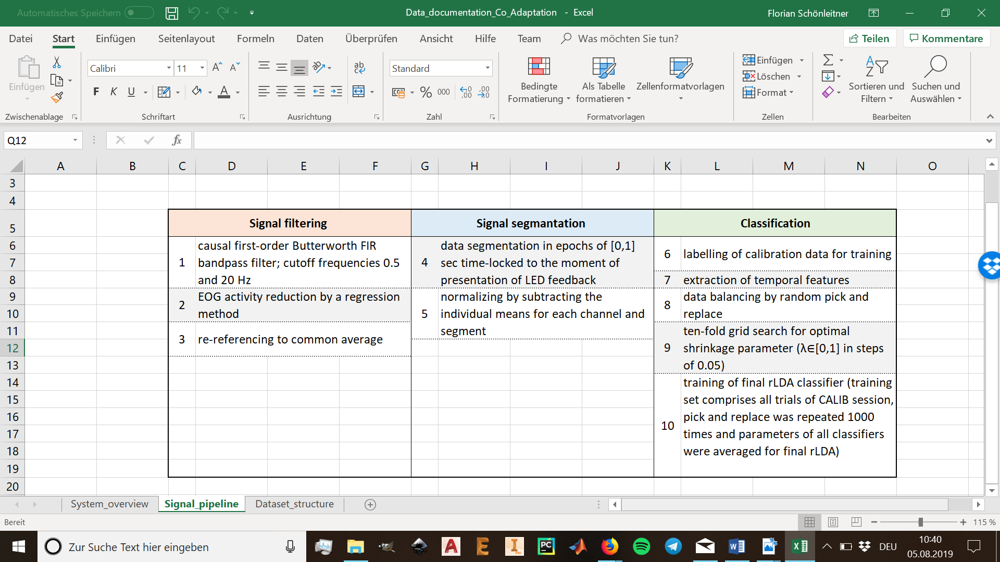 Automatisches Speichern
Data_documentation_Co_Adaptation - Excel
Florian Schönleitner
Datei Start Einfügen Seitenlayout Formeln Daten Überprüfen Ansicht Hilfe Team Was möchten Sie tun? Teilen Kommentare
Einfügen
Calibri 11
F K U
Standard
% 000
Bedingte Formatierung
Als Tabelle formatieren
Zellenformatvorlagen
Einfügen
Löschen
Format
Sortieren und Filtern
Suchen und Auswählen
Zwischenablage Schriftart Ausrichtung Zahl Formatvorlagen Zellen Bearbeiten
Q12 fx
A B C D E F G H I J K L M N O
3
4
5
6
7
8
9
10
11
12
13
14
15
16
17
18
19
20
Signal filtering
1 causal first-order Butterworth FIR
bandpass filter; cutoff frequencies 0.5
and 20 Hz
2 EOG activity reduction by a regression
method
3 re-referencing to common average
Signal segmantation
4 data segmentation in epochs of [0,1]
sec time-locked to the moment of
presentation of LED feedback
5 normalizing by subtracting the
individual means for each channel and
segment
Classification
6 labelling of calibration data for training
7 extraction of temporal features
8 data balancing by random pick and
replace
9 ten-fold grid search for optimal
shrinkage parameter (λ∈[0,1] in steps
of 0.05)
10 training of final rLDA classifier (training
set comprises all trials of CALIB session,
pick and replace was repeated 1000
times and parameters of all classifiers
were averaged for final rLDA)
System_overview Signal_pipeline Dataset_structure
Bereit
115 %
Zur Suche Text hier eingeben
DEU
10:40
05.08.2019